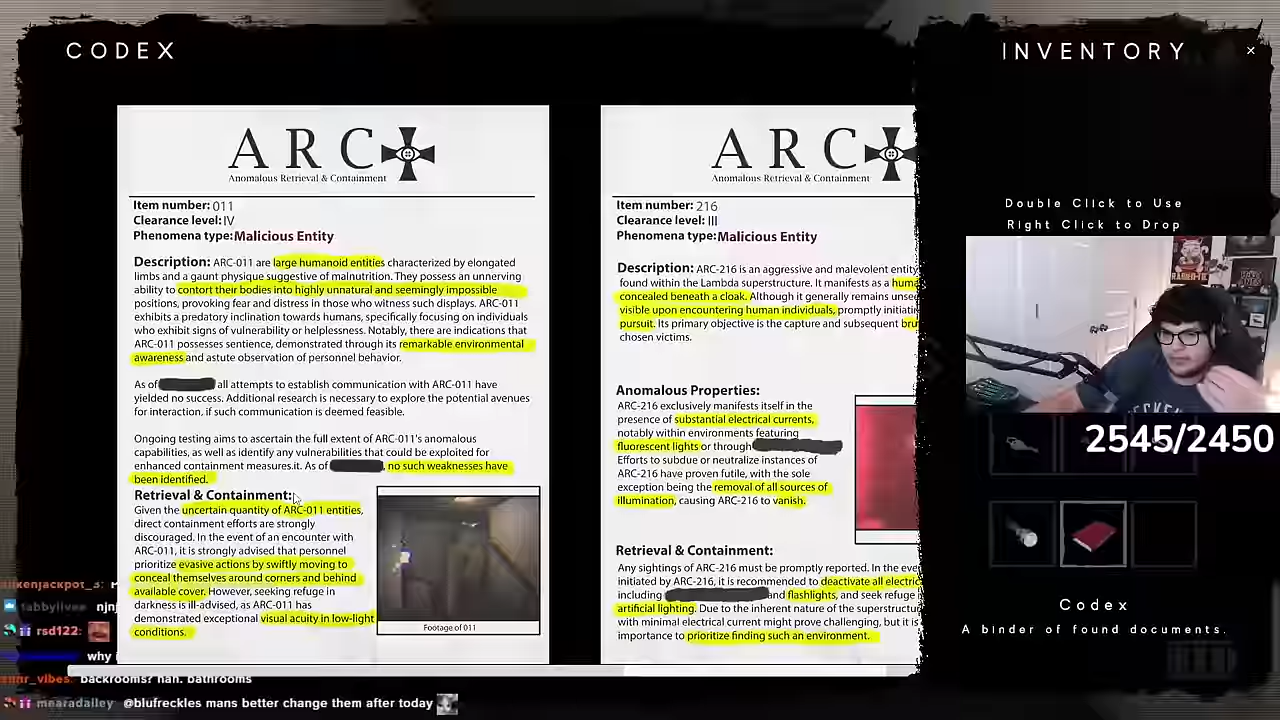 CODEX
INVENTORY
×
ARC
Anomalous Retrieval & Containment
Item number: 011
Clearance level: IV
Phenomena type: Malicious Entity
Description: ARC-011 are large humanoid entities characterized by elongated
limbs and a gaunt physique suggestive of malnutrition. They possess an unnerving
ability to contort their bodies into highly unnatural and seemingly impossible
positions, provoking fear and distress in those who witness such displays. ARC-011
exhibits a predatory inclination towards humans, specifically focusing on individuals
who exhibit signs of vulnerability or helplessness. Notably, there are indications that
ARC-011 possesses sentience, demonstrated through its remarkable environmental
awareness and astute observation of personnel behavior.
As of all attempts to establish communication with ARC-011 have
yielded no success. Additional research is necessary to explore the potential avenues
for interaction, if such communication is deemed feasible.
Ongoing testing aims to ascertain the full extent of ARC-011's anomalous
capabilities, as well as identify any vulnerabilities that could be exploited for
enhanced containment measures.it. As of , no such weaknesses have
been identified.
Retrieval & Containment:
Given the uncertain quantity of ARC-011 entities,
direct containment efforts are strongly
discouraged. In the event of an encounter with
ARC-011, it is strongly advised that personnel
prioritize evasive actions by swiftly moving to
conceal themselves around corners and behind
available cover. However, seeking refuge in
darkness is ill-advised, as ARC-011 has
demonstrated exceptional visual acuity in low-light
conditions.
Footage of 011
ARC
Anomalous Retrieval & Containment
Item number: 216
Clearance level: III
Phenomena type: Malicious Entity
Description: ARC-216 is an aggressive and malevolent entity
found within the Lambda superstructure. It manifests as a huma
concealed beneath a cloak. Although it generally remains unsee
visible upon encountering human individuals, promptly initiatin
pursuit. Its primary objective is the capture and subsequent bru
chosen victims.
Anomalous Properties:
ARC-216 exclusively manifests itself in the
presence of substantial electrical currents,
notably within environments featuring
fluorescent lights or through
Efforts to subdue or neutralize instances of
ARC-216 have proven futile, with the sole
exception being the removal of all sources of
illumination, causing ARC-216 to vanish.
Retrieval & Containment:
Any sightings of ARC-216 must be promptly reported. In the eve
initiated by ARC-216, it is recommended to deactivate all electric
including and flashlights, and seek refuge
artificial lighting. Due to the inherent nature of the superstructu
with minimal electrical current might prove challenging, but it is
importance to prioritize finding such an environment.
Double Click to Use
Right Click to Drop
2545/2450
Codex
A binder of found documents.
tabbylivee njnj
rsd122:
why i
backrooms? nah. bathrooms
mearadailey @blufreckles mans better change them after today